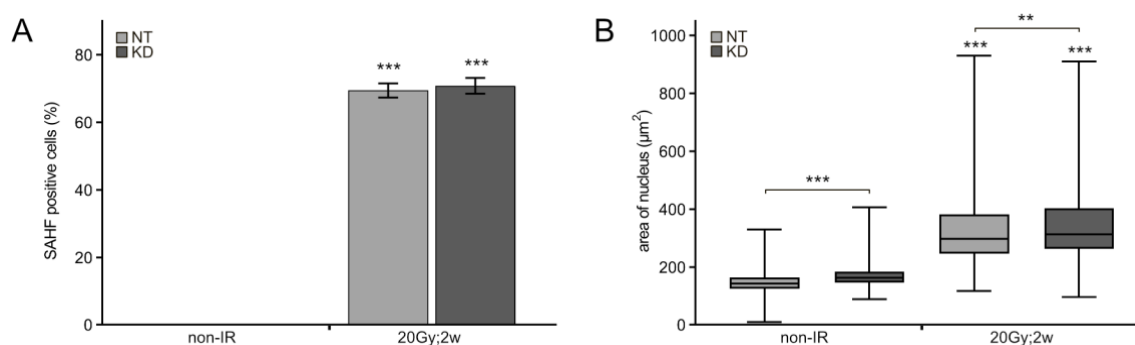 A
NT
KD
SAHF positive cells (%)
80
60
40
20
0
***
***
non-IR
20Gy;2w
B
NT
KD
area of nucleus (µm²)
1000
800
600
400
200
0
***
**
***
***
non-IR
20Gy;2w